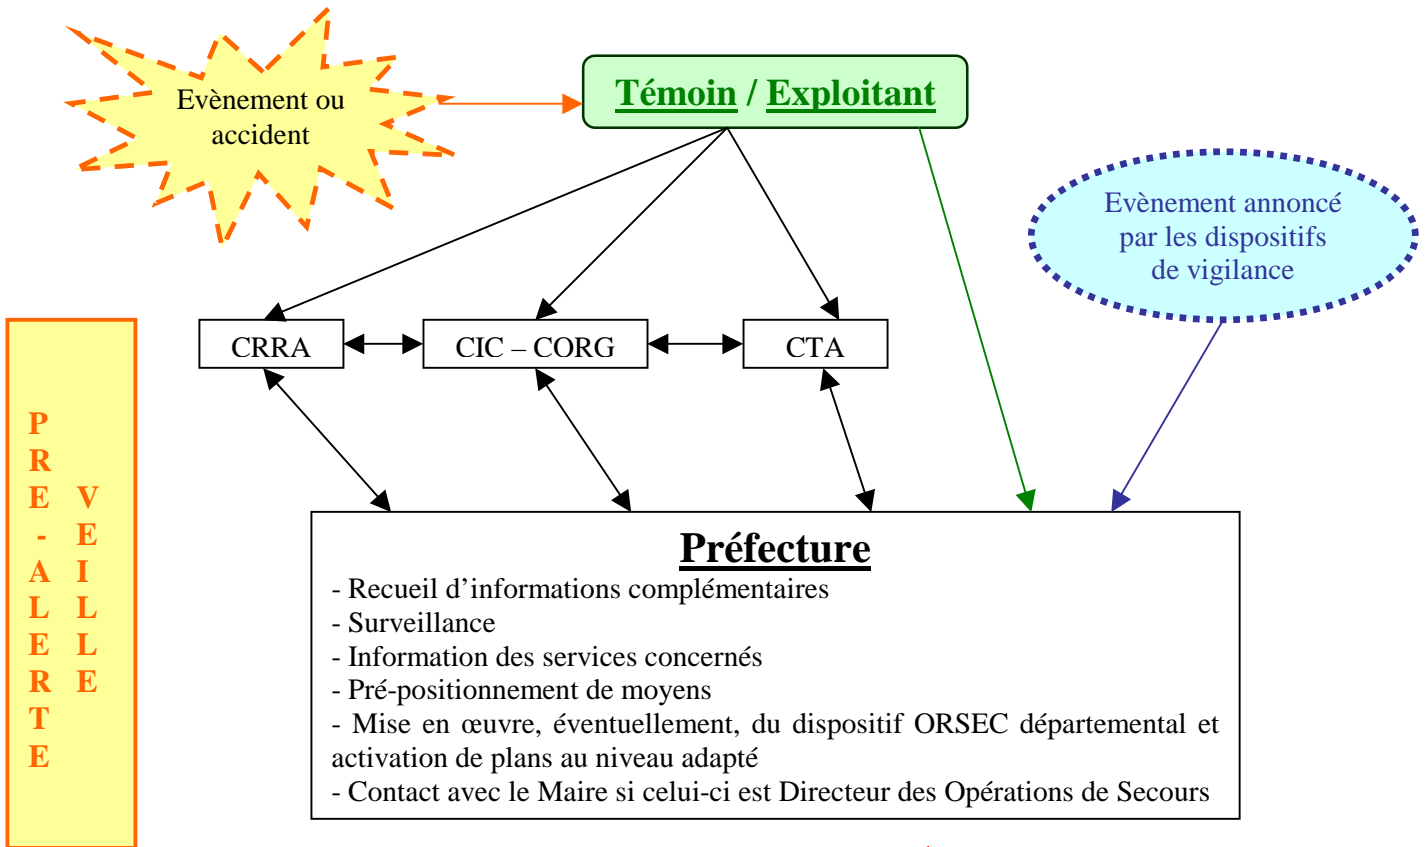 Evènement ou
accident
Témoin / Exploitant
Evènement annoncé
par les dispositifs
de vigilance
CRRA
CIC – CORG
CTA
PRE-ALERTE
VEILLE
Préfecture
- Recueil d’informations complémentaires
- Surveillance
- Information des services concernés
- Pré-positionnement de moyens
- Mise en œuvre, éventuellement, du dispositif ORSEC départemental et
activation de plans au niveau adapté
- Contact avec le Maire si celui-ci est Directeur des Opérations de Secours